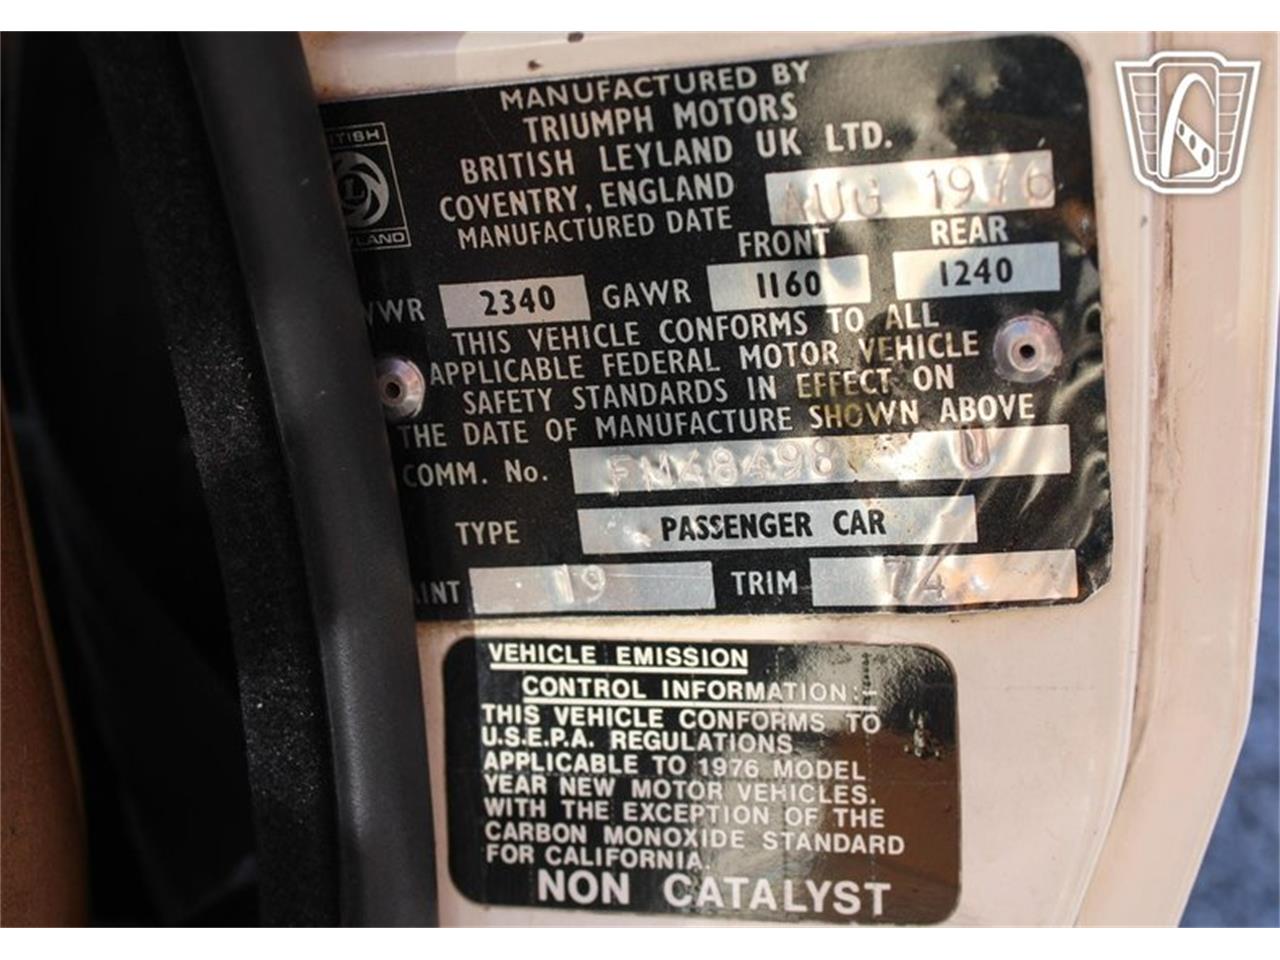 MANUFACTURED BY
TRIUMPH MOTORS
BRITISH LEYLAND UK LTD.
COVENTRY, ENGLAND
MANUFACTURED DATE AUG 1976
FRONT REAR
2340 GAWR 1160 1240
THIS VEHICLE CONFORMS TO ALL
APPLICABLE FEDERAL MOTOR VEHICLE
SAFETY STANDARDS IN EFFECT ON
THE DATE OF MANUFACTURE SHOWN ABOVE
COMM. No. FM48498 U
TYPE PASSENGER CAR
19 TRIM 74
L
VEHICLE EMISSION
CONTROL INFORMATION:-
THIS VEHICLE CONFORMS TO
U.S.E.P.A. REGULATIONS
APPLICABLE TO 1976 MODEL
YEAR NEW MOTOR VEHICLES.
WITH THE EXCEPTION OF THE
CARBON MONOXIDE STANDARD
FOR CALIFORNIA.
NON CATALYST